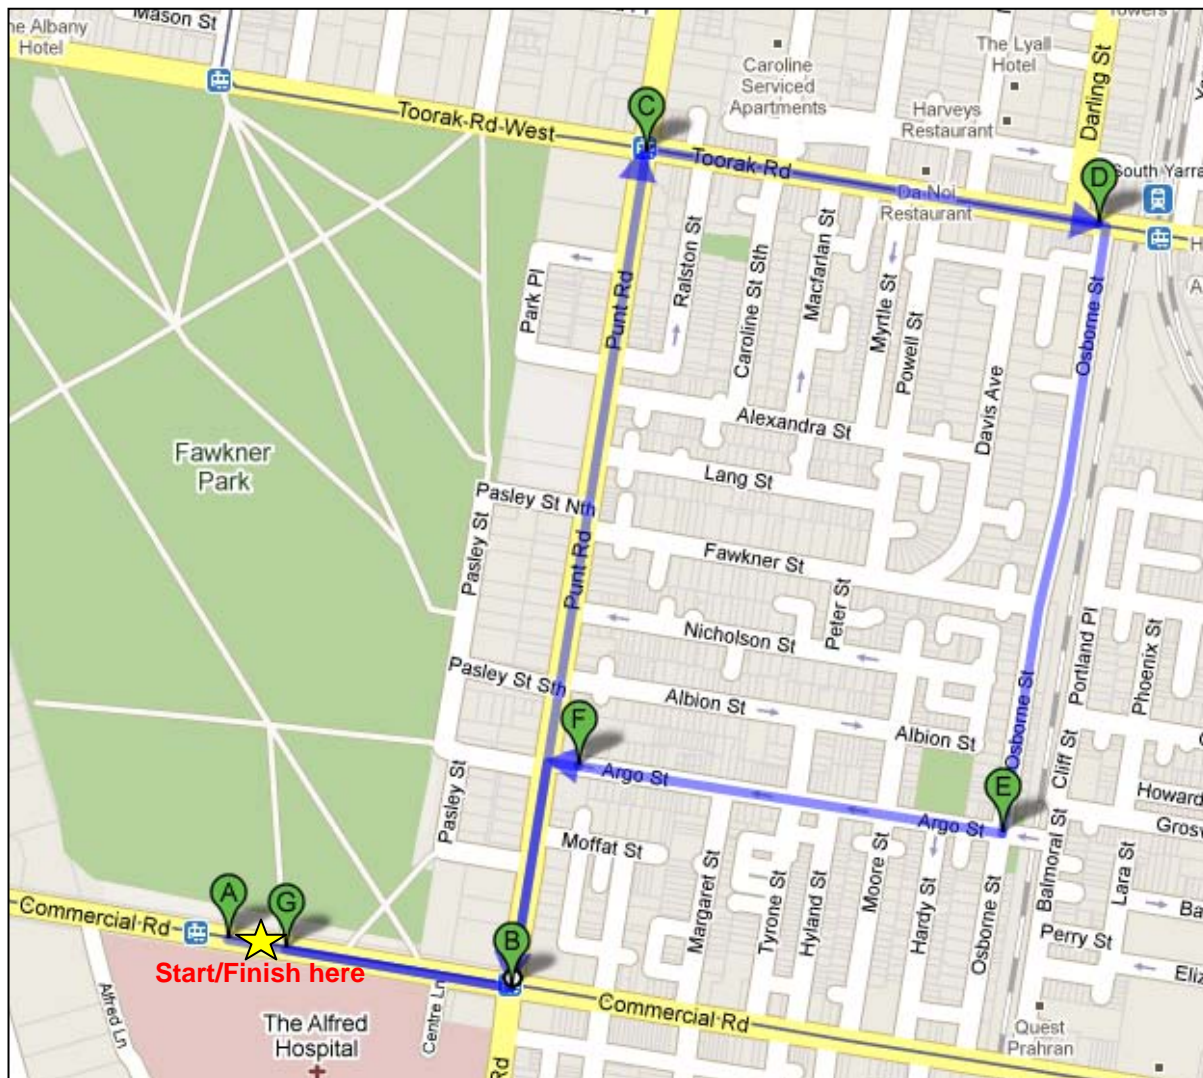 The Albany
Hotel
Mason St
Towers
Darling St
The Lyall
Hotel
Caroline
Serviced
Apartments
Harveys
Restaurant
C
Toorak-Rd-West
Toorak-Rd
South Yarra
D
Da Noi
Restaurant
H
A
Ralston St
Park Pl
Punt Rd
Caroline St Sth
Macfarlan St
Myrtle St
Powell St
Davis Ave
Osborne St
Alexandra St
Fawkner
Park
Lang St
Pasley St Nth
Pasley St
Punt Rd
Fawkner St
Peter St
Nicholson St
Portland Pl
Phoenix St
Pasley St Sth
Albion St
Albion St
Osborne St
F
Argo St
Cliff St
E
Howard
Argo St
Grosv
Pasley St
Moffat St
Margaret St
Tyrone St
Hyland St
Moore St
Hardy St
Osborne St
Balmoral St
Lara St
Ba
Perry St
Eliz
A
G
B
Commercial-Rd
Start/Finish here
Commercial-Rd
Alfred Ln
Centre Ln
The Alfred
Hospital
Rd
Quest
Prahran